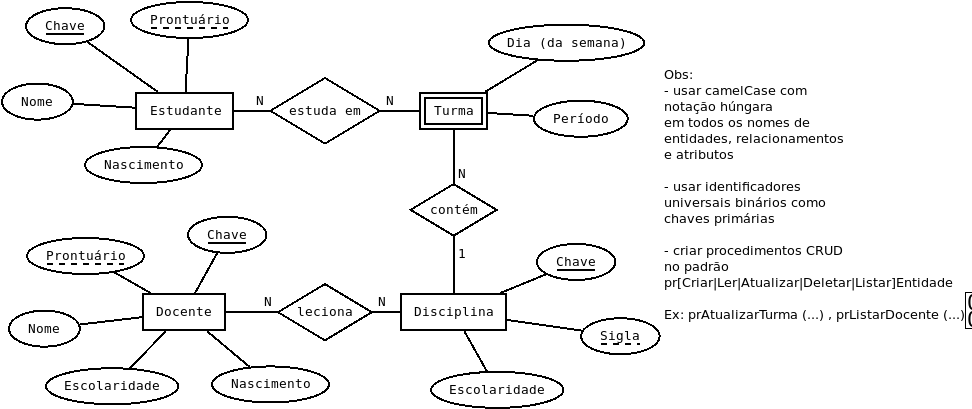 Chave
Prontuário
Nome
Estudante
Nascimento
N
estuda em
N
Turma
Dia (da semana)
Período
N
contém
1
Prontuário
Chave
Nome
Docente
Escolaridade
Nascimento
N
leciona
N
Disciplina
Chave
Sigla
Escolaridade
Obs:
- usar camelCase com
notação húngara
em todos os nomes de
entidades, relacionamentos
e atributos
- usar identificadores
universais binários como
chaves primárias
- criar procedimentos CRUD
no padrão
pr[Criar|Ler|Atualizar|Deletar|Listar]Entidade
Ex: prAtualizarTurma (...) , prListarDocente (...)